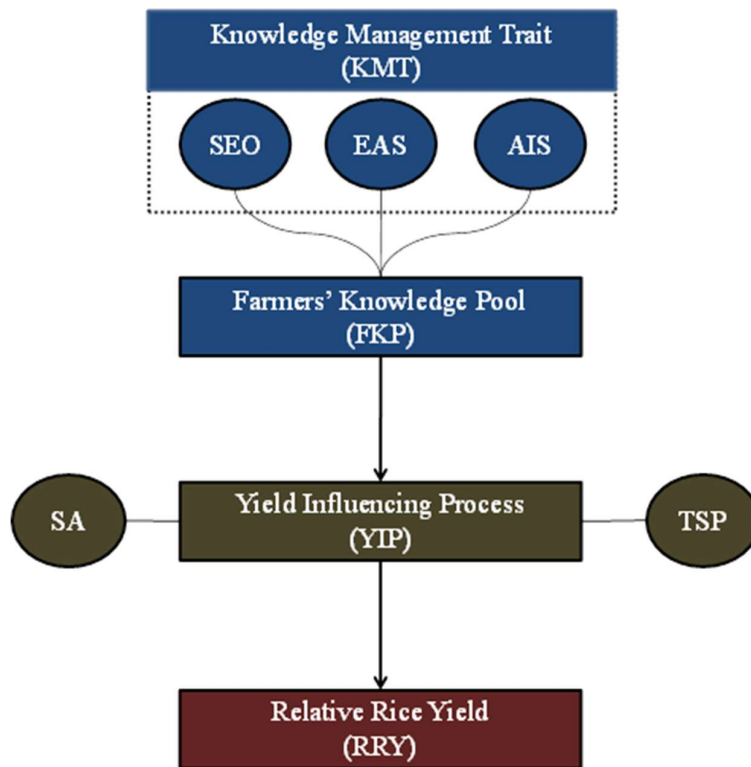 Knowledge Management Trait
(KMT)
SEO
EAS
AIS
Farmers' Knowledge Pool
(FKP)
SA
Yield Influencing Process
(YIP)
TSP
Relative Rice Yield
(RRY)